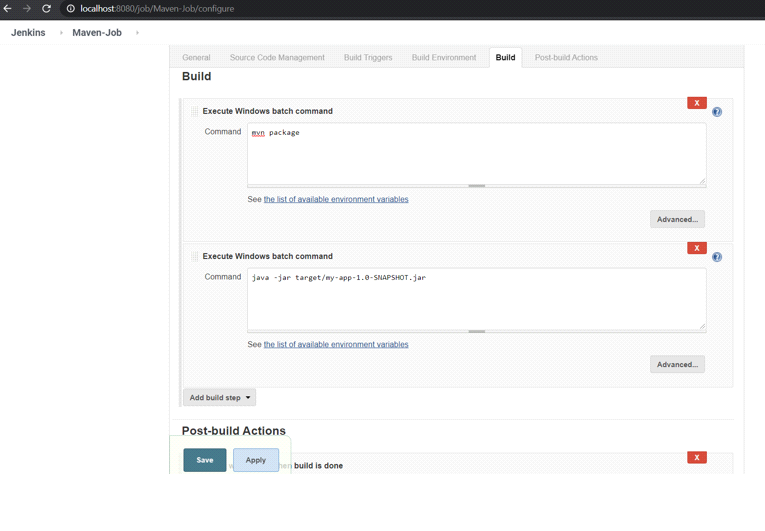 localhost:8080/job/Maven-Job/configure
Jenkins Maven-Job
General Source Code Management Build Triggers Build Environment Build Post-build Actions
Build
X
Execute Windows batch command
Command mvn package
See the list of available environment variables
Advanced...
X
Execute Windows batch command
Command java -jar target/my-app-1.0-SNAPSHOT.jar
See the list of available environment variables
Advanced...
Add build step
Post-build Actions
X
build is done
Save Apply